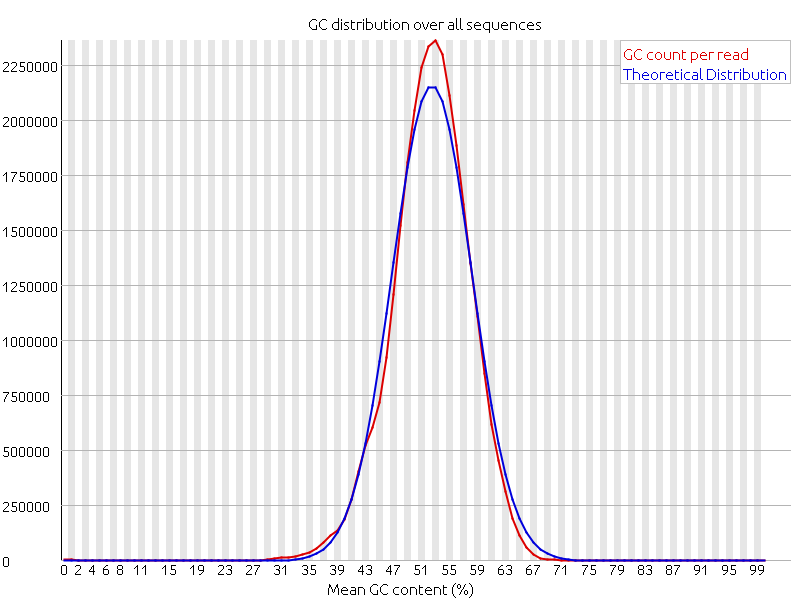 GC distribution over all sequences
GC count per read
Theoretical Distribution
2250000
2000000
1750000
1500000
1250000
1000000
750000
500000
250000
0
0 2 4 6 8 11 15 19 23 27 31 35 39 43 47 51 55 59 63 67 71 75 79 83 87 91 95 99
Mean GC content (%)